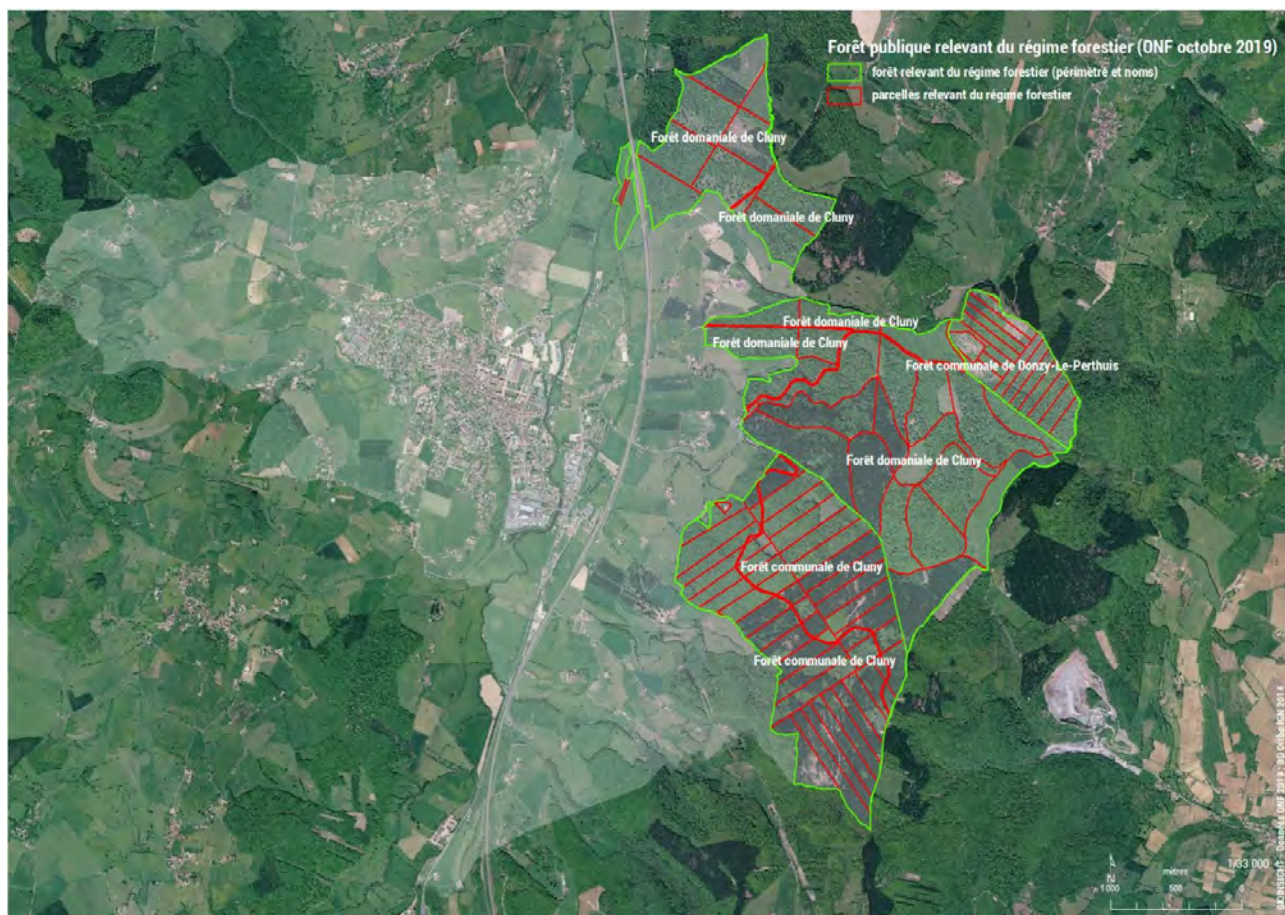 Forêt publique relevant du régime forestier (ONF octobre 2019)
forêt relevant du régime forestier (périmètré et noms)
parcelles relevant du régime forestier
Forêt domaniale de Cluny
Forêt domaniale de Cluny
Forêt domaniale de Cluny
Forêt domaniale de Cluny
Forêt communale de Donzy-Le-Perthuis
Forêt domaniale de Cluny
Forêt communale de Cluny
Forêt communale de Cluny
1/33 000
N
mètres
1 000 500 0